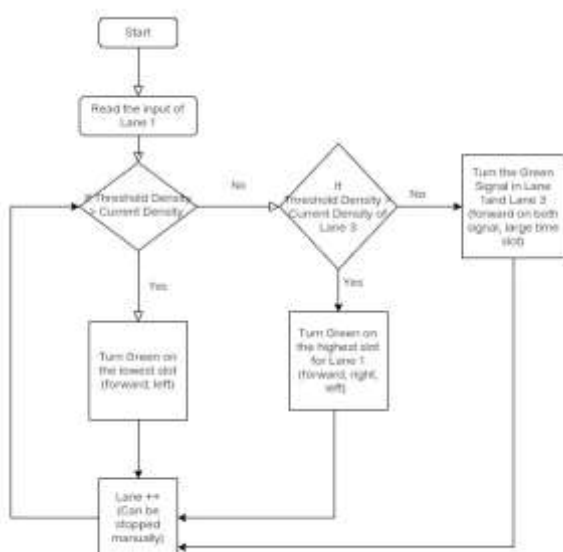 Start
Read the input of
Lane 1
If Threshold Density
> Current Density
No
If
Threshold Density >
Current Density of
Lane 3
No
Turn the Green
Signal in Lane
1and Lane 3
(forward on both
signal, large time
slot)
Yes
Yes
Turn Green on
the lowest slot
(forward, left)
Turn Green on
the highest slot
for Lane 1
(forward, right,
left)
Lane ++
(Can be
stopped
manually)